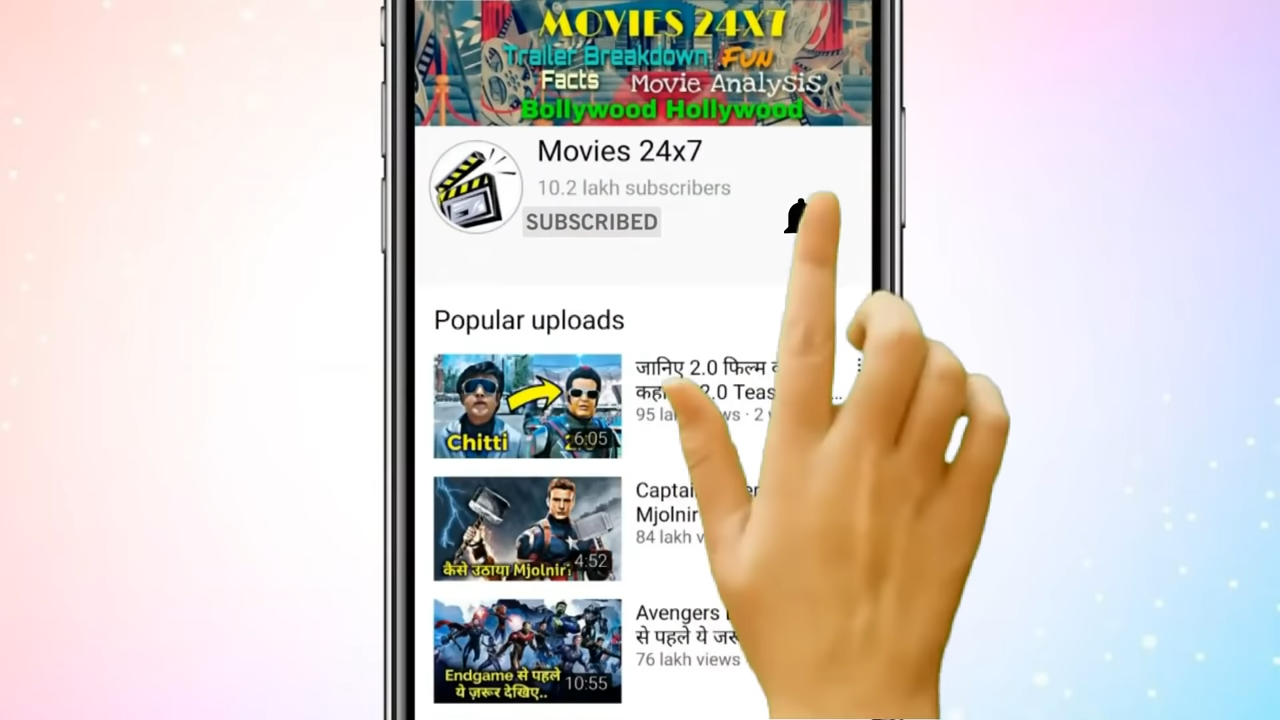 MOVIES 24X7
Trailer Breakdown FUN
Facts Movie Analysis
Bollywood Hollywood
Movies 24x7
10.2 lakh subscribers
SUBSCRIBED
Popular uploads
जानिए 2.0 फिल्म
2.0 Teas
95 · 2
Chitti
6:05
Mjolnir
84 lakh
कैसे उठाया Mjolnir
4:52
Avengers
से पहले ये
76 lakh views
Endgame से पहले
ये ज़रूर देखिए..
10:55